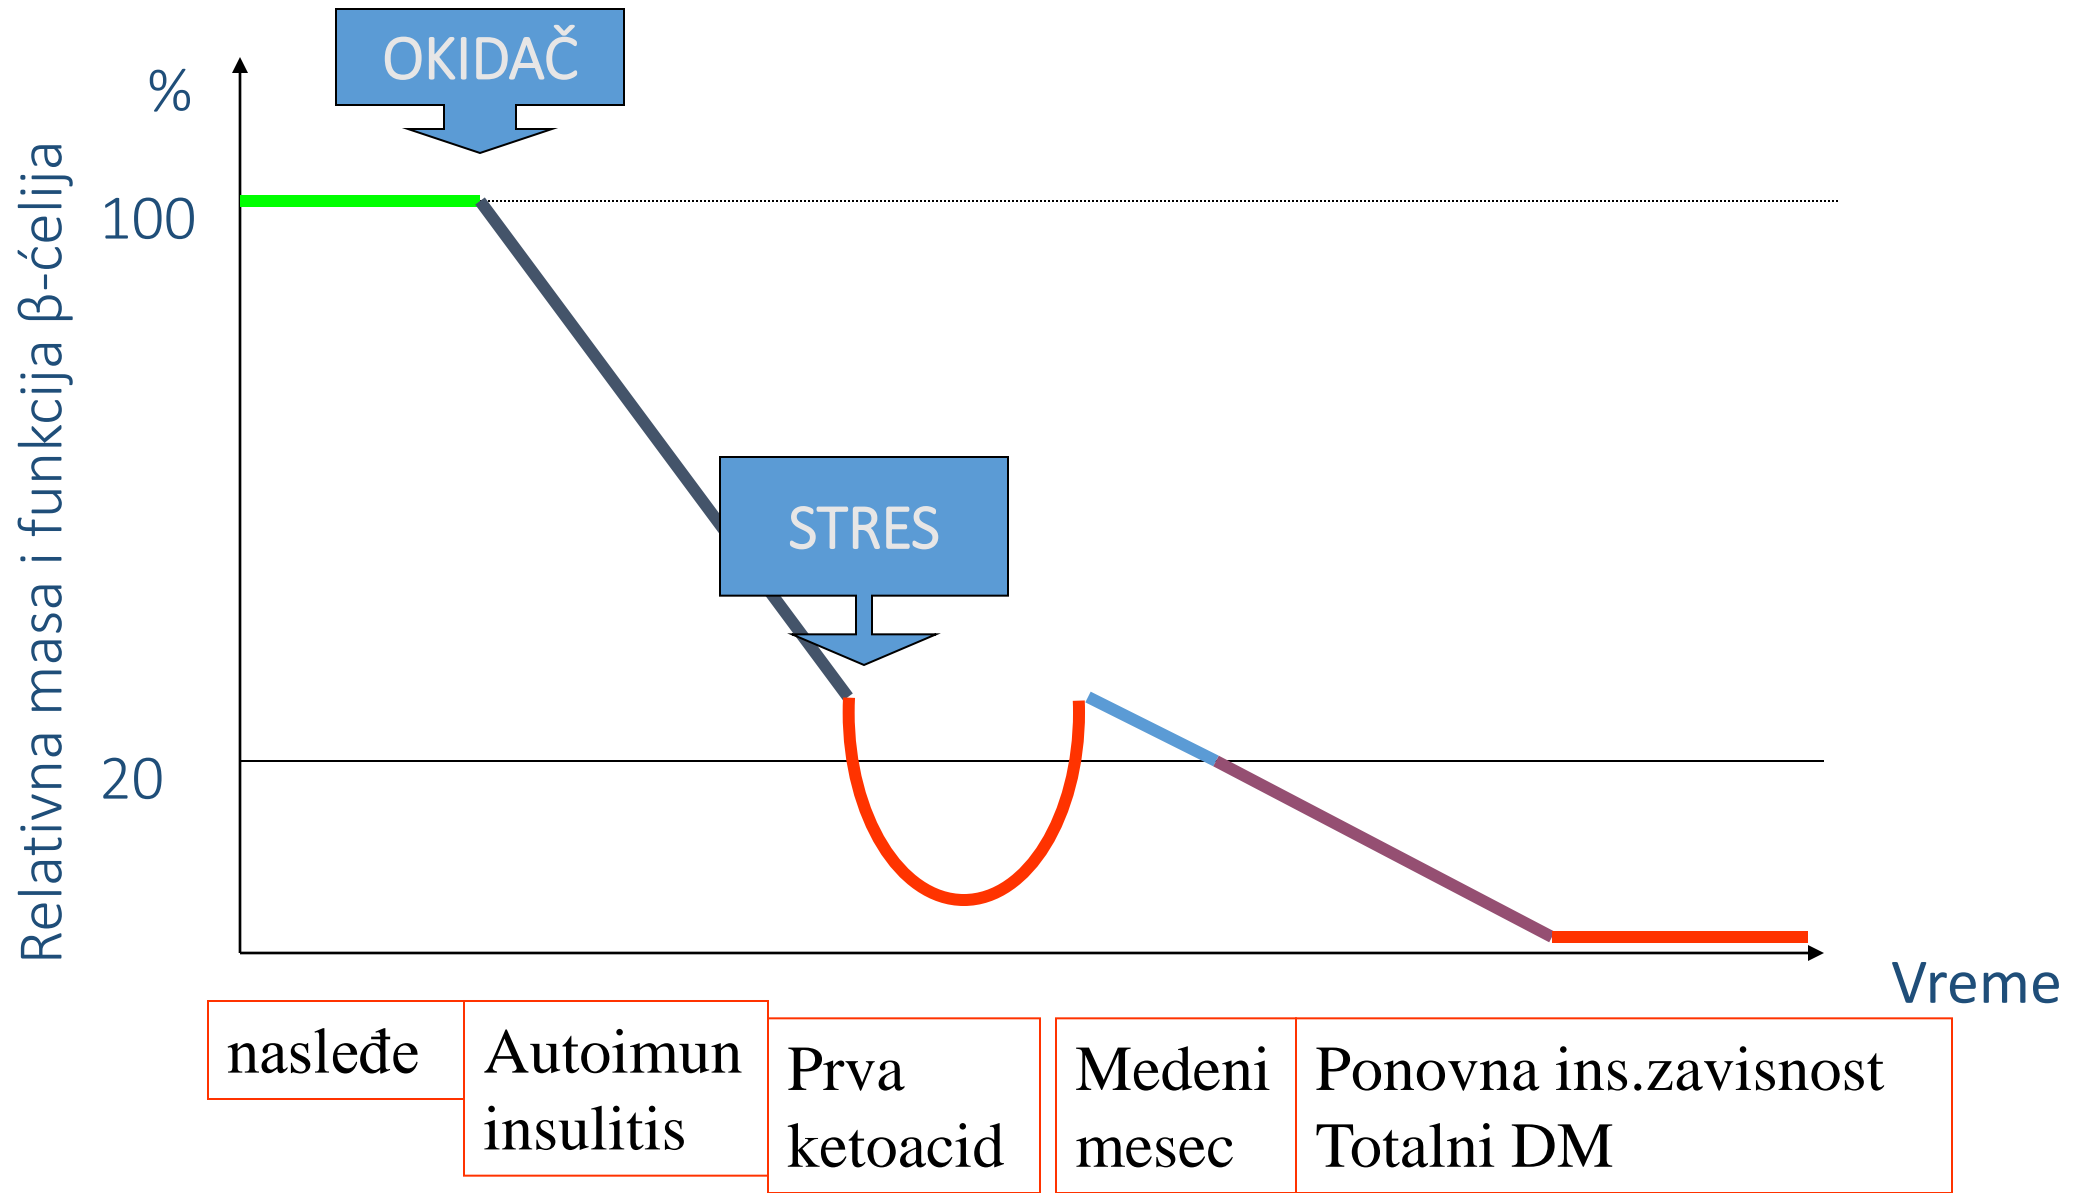 OKIDAČ
%
Relativna masa i funkcija β-ćelija
100
STRES
20
Vreme
nasleđe
Autoimun
insulitis
Prva
ketoacid
Medeni
mesec
Ponovna ins.zavisnost
Totalni DM